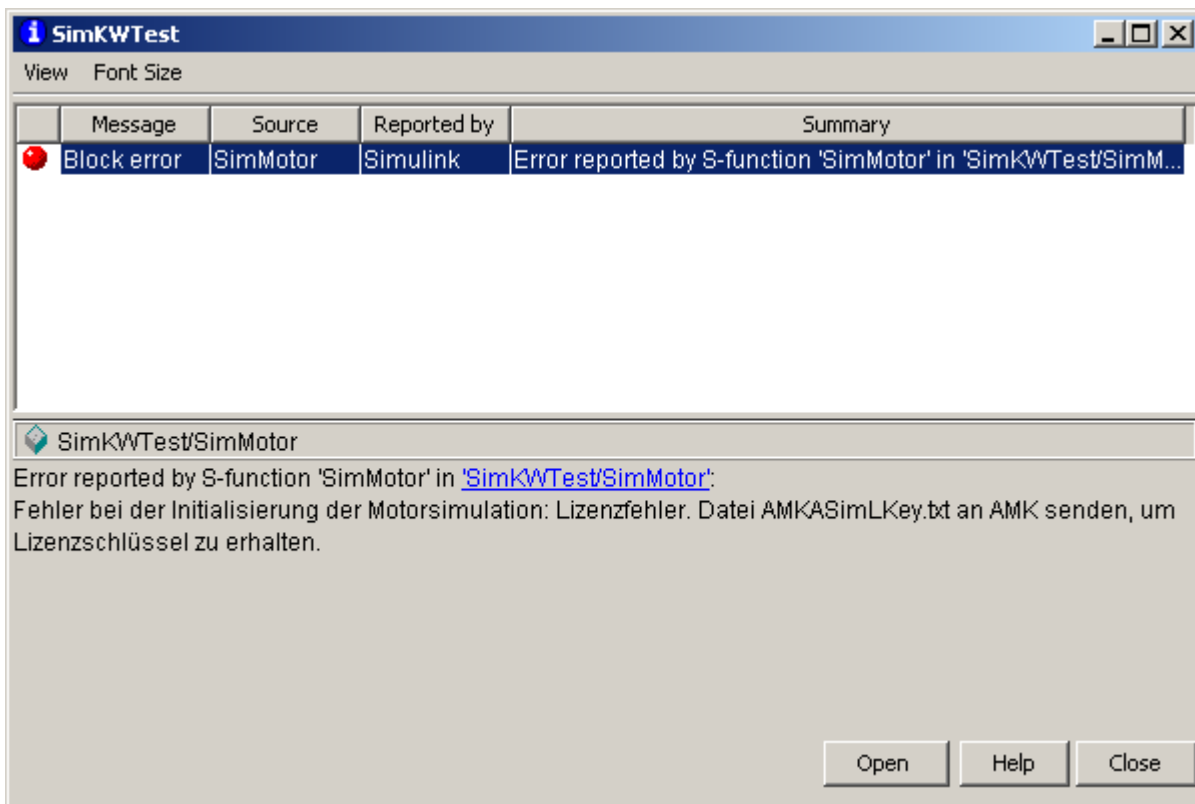 SimKWTest
View Font Size
Message Source Reported by Summary
Block error SimMotor Simulink Error reported by S-function 'SimMotor' in 'SimKWTest/SimM...
SimKWTest/SimMotor
Error reported by S-function 'SimMotor' in 'SimKWTest/SimMotor':
Fehler bei der Initialisierung der Motorsimulation: Lizenzfehler. Datei AMKASimLKey.txt an AMK senden, um
Lizenzschlüssel zu erhalten.
Open Help Close